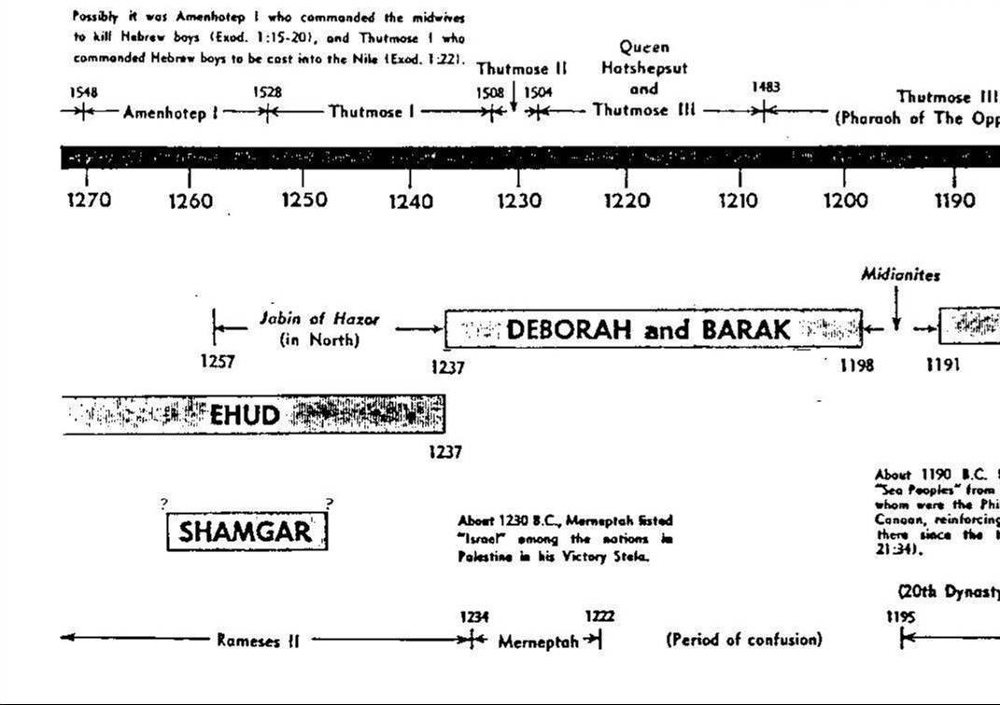 Possibly it was Amenhotep I who commanded the midwives
to kill Hebrew boys (Exod. 1:15-20), and Thutmose I who
commanded Hebrew boys to be cast into the Nile (Exod. 1:22).
Thutmose II
Queen
Hatshepsut
and
Thutmose III
1548
1528
1508
1504
1483
Amenhotep I
Thutmose I
Thutmose III
(Pharaoh of The Opp
1270 1260 1250 1240 1230 1220 1210 1200 1190
Midianites
Jabin of Hazor
(in North)
DEBORAH and BARAK
1257
1237
1198
1191
EHUD
1237
? ?
SHAMGAR
About 1230 B.C., Merneptah listed
"Israel" among the nations in
Palestine in his Victory Stela.
About 1190 B.C.
"Sea Peoples" from
whom were the Phi
Canaan, reinforcing
there since the
21:34).
(20th Dynasty
1234
1222
1195
Rameses II
Merneptah
(Period of confusion)